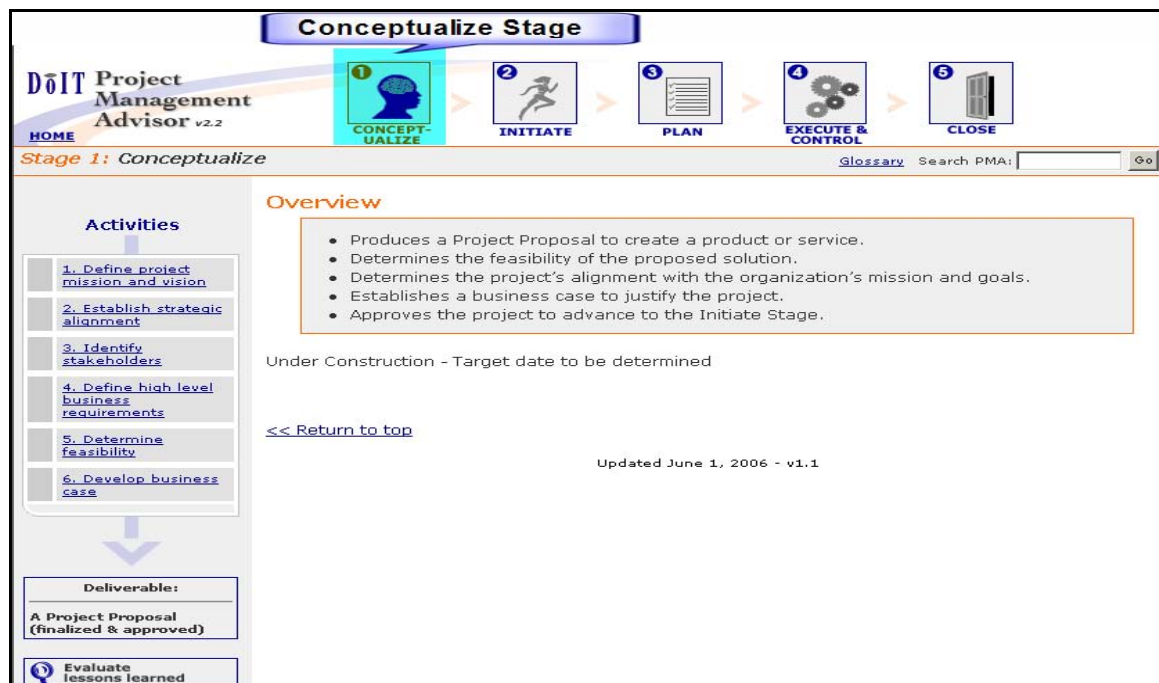 Conceptualize Stage
DōIT Project
Management
Advisor v2.2
HOME
1
CONCEPT-
UALIZE
2
INITIATE
3
PLAN
4
EXECUTE &
CONTROL
5
CLOSE
Stage 1: Conceptualize
Glossary Search PMA: Go
Activities
1. Define project
mission and vision
2. Establish strategic
alignment
3. Identify
stakeholders
4. Define high level
business
requirements
5. Determine
feasibility
6. Develop business
case
Deliverable:
A Project Proposal
(finalized & approved)
Evaluate
lessons learned
Overview
• Produces a Project Proposal to create a product or service.
• Determines the feasibility of the proposed solution.
• Determines the project's alignment with the organization's mission and goals.
• Establishes a business case to justify the project.
• Approves the project to advance to the Initiate Stage.
Under Construction - Target date to be determined
<< Return to top
Updated June 1, 2006 - v1.1